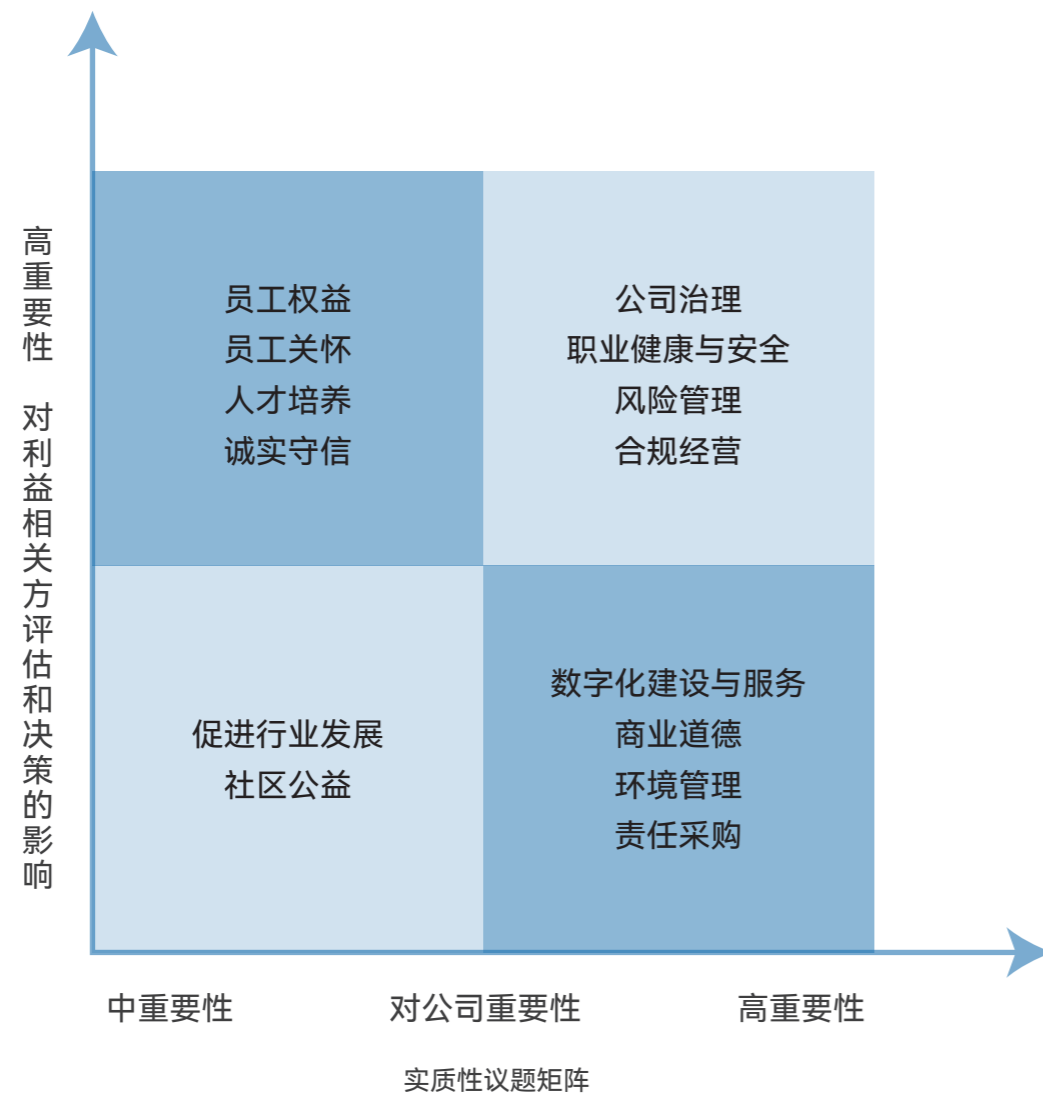 高重要性 对利益相关方评估和决策的影响
员工权益
员工关怀
人才培养
诚实守信
公司治理
职业健康与安全
风险管理
合规经营
促进行业发展
社区公益
数字化建设与服务
商业道德
环境管理
责任采购
中重要性 对公司重要性 高重要性
实质性议题矩阵